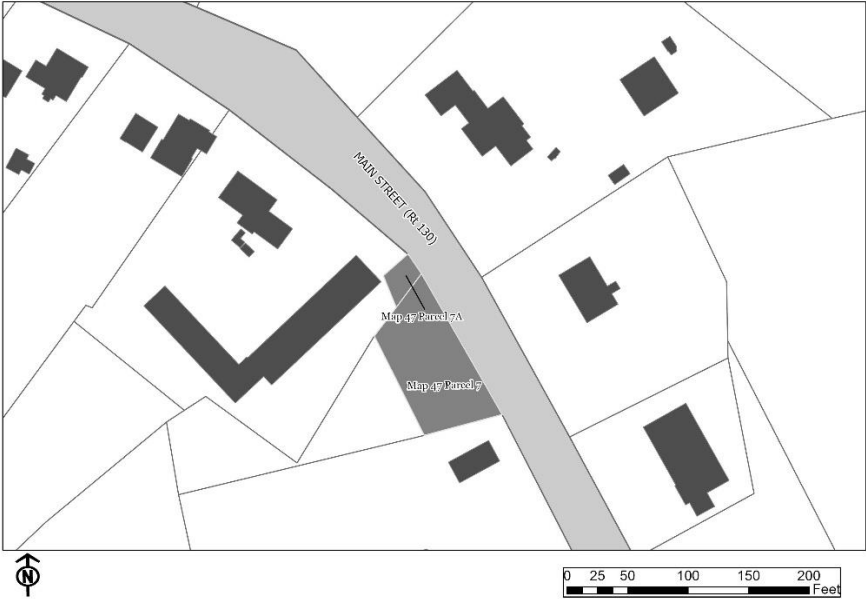 MAIN STREET (Rt 130)
Map 47 Parcel 7A
Map 47 Parcel 7
N
0 25 50 100 150 200
Feet